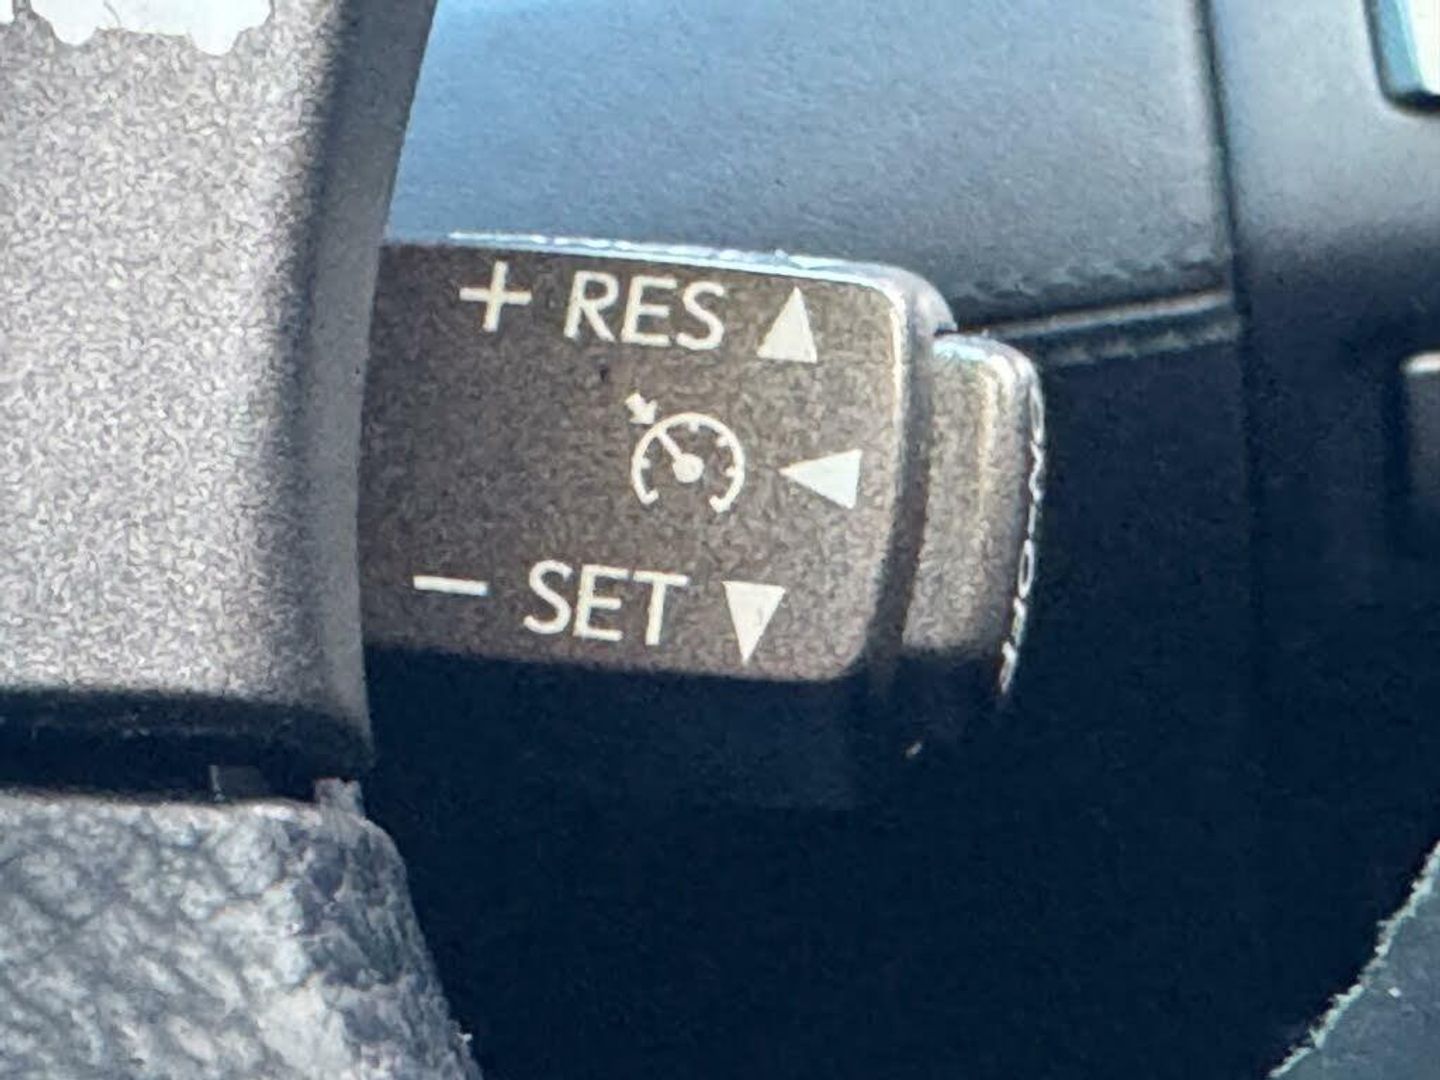 + RES ▲
◀
– SET ▼